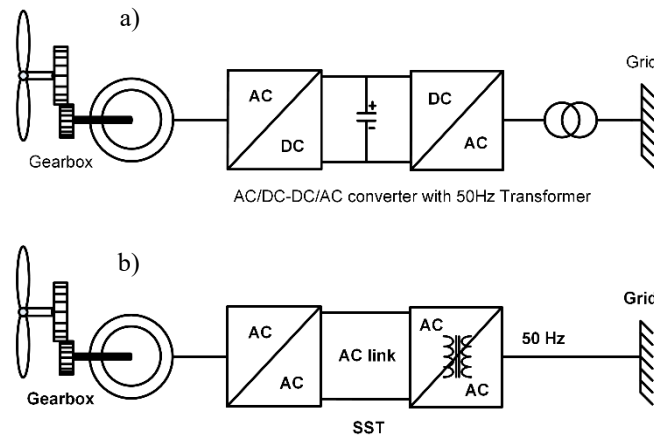 a)
Grid
AC
DC
+
-
DC
AC
Gearbox
AC/DC-DC/AC converter with 50Hz Transformer
b)
Grid
AC
AC
AC link
AC
AC
50 Hz
Gearbox
SST